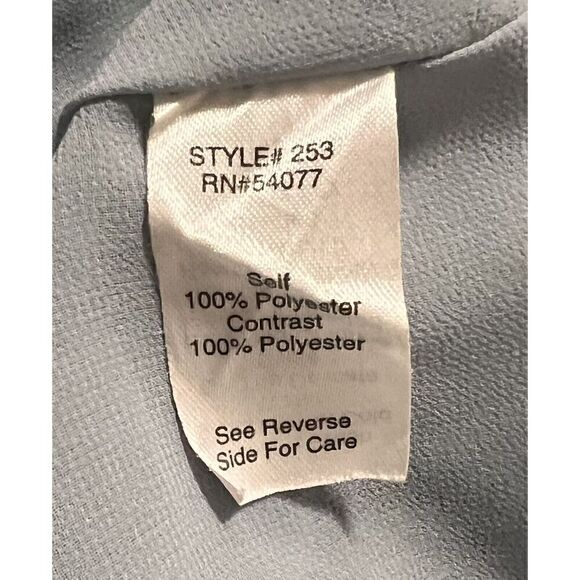 STYLE# 253
RN#54077
Self
100% Polyester
Contrast
100% Polyester
See Reverse
Side For Care